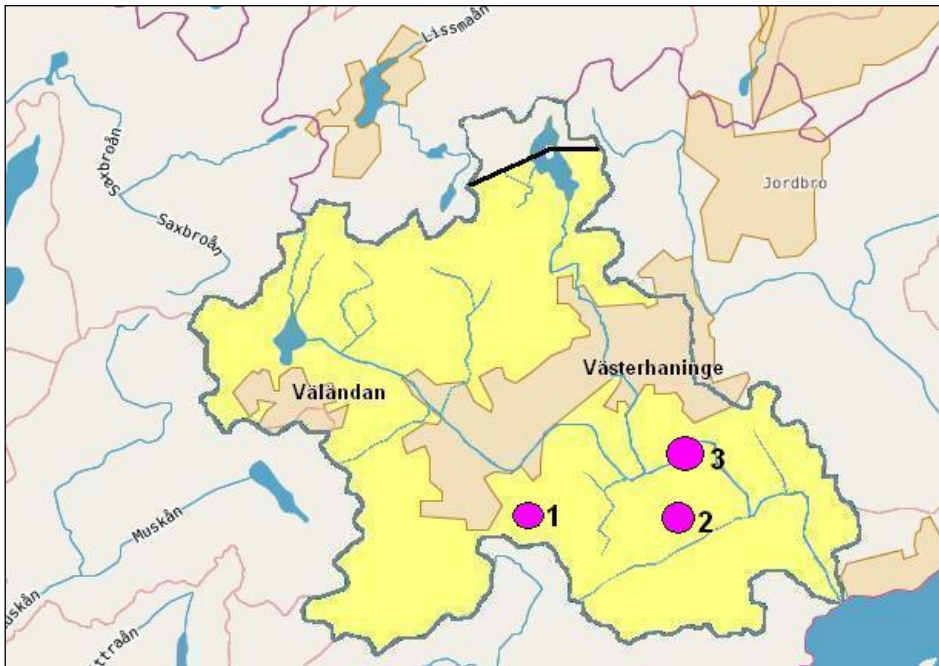 Lissmaån
Saxbroån
Saxbroån
Jordbro
Västerhaninge
Väländan
3
1
2
Muskån